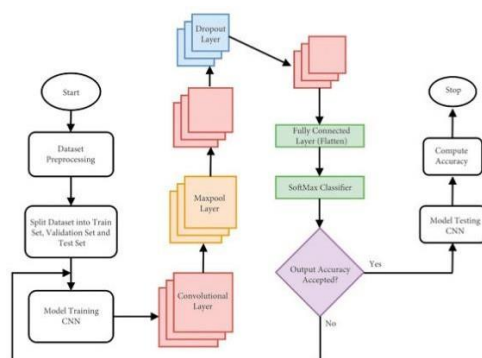 Start
Dataset
Preprocessing
Split Dataset into Train
Set, Validation Set and
Test Set
Model Training
CNN
Convolutional
Layer
Maxpool
Layer
Dropout
Layer
Fully Connected
Layer (Flatten)
SoftMax Classifier
Output Accuracy
Accepted?
Yes
No
Model Testing
CNN
Compute
Accuracy
Stop